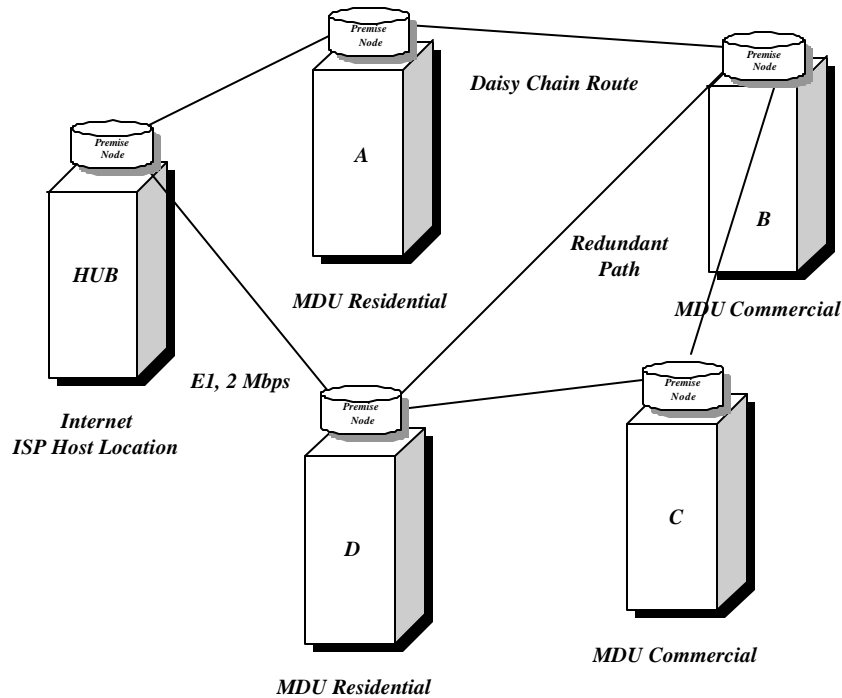 Premise
Node
A
MDU Residential
Daisy Chain Route
Premise
Node
B
MDU Commercial
Premise
Node
HUB
Internet
ISP Host Location
E1, 2 Mbps
Redundant
Path
Premise
Node
D
MDU Residential
Premise
Node
C
MDU Commercial